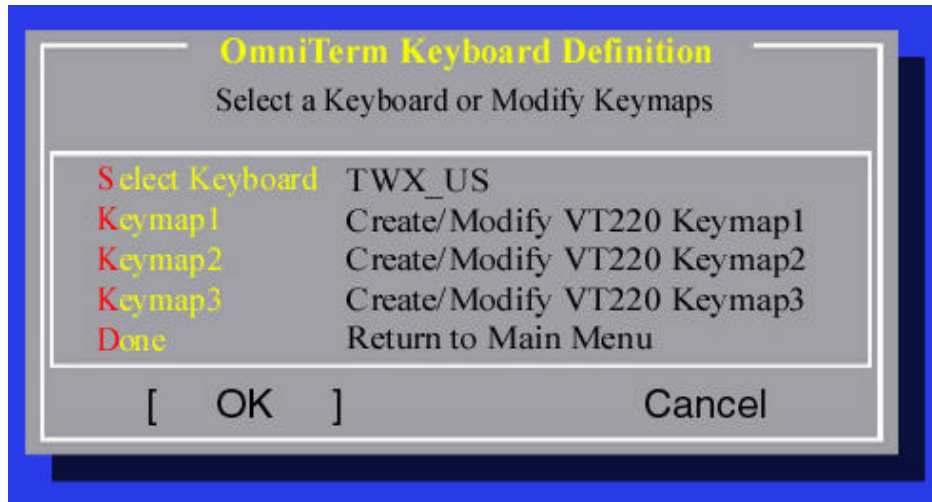 OmniTerm Keyboard Definition
Select a Keyboard or Modify Keymaps
Select Keyboard TWX_US
Keymap1 Create/Modify VT220 Keymap1
Keymap2 Create/Modify VT220 Keymap2
Keymap3 Create/Modify VT220 Keymap3
Done Return to Main Menu
[ OK ] Cancel